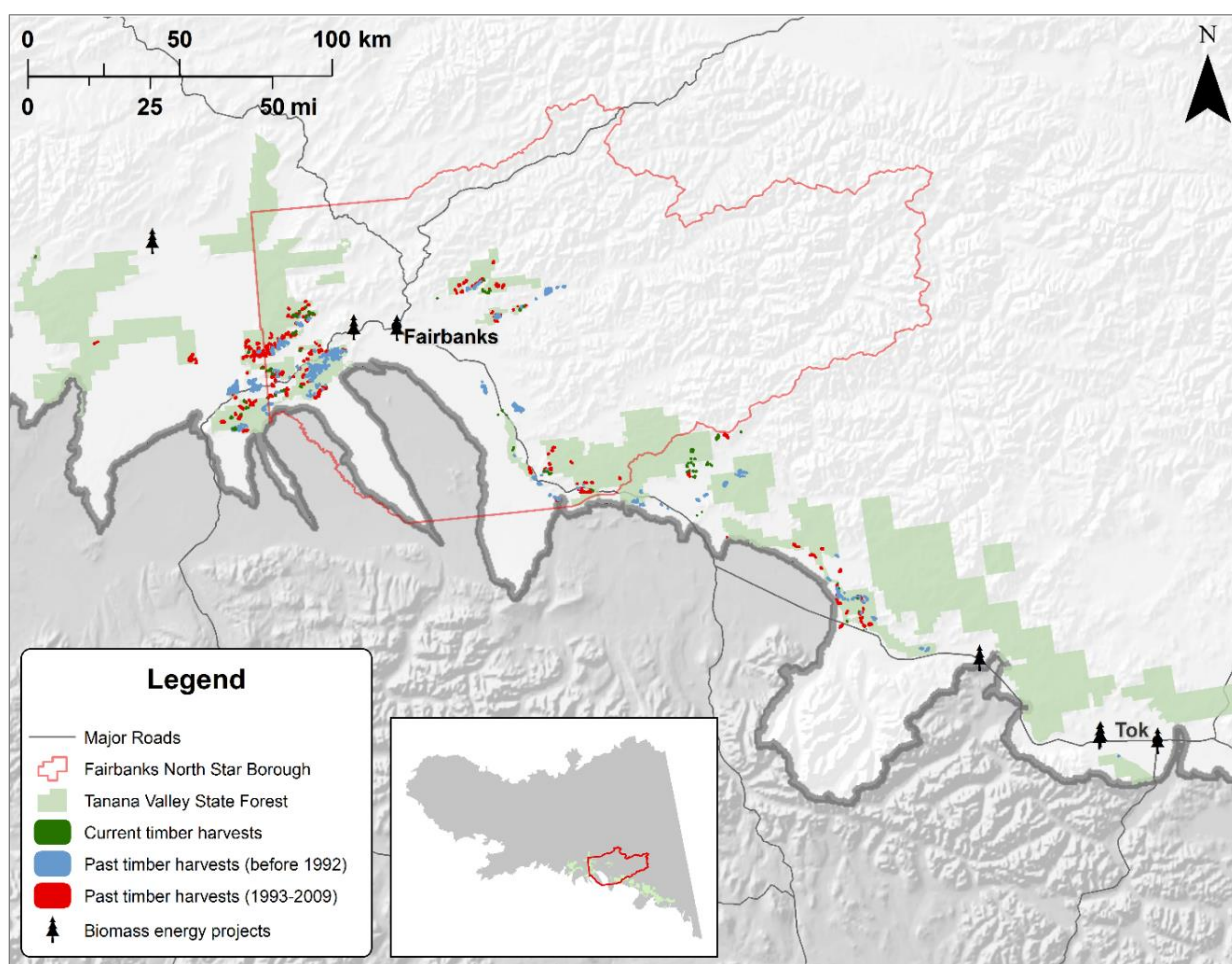 0 50 100 km
0 25 50 mi
N
Fairbanks
Tok
Legend
Major Roads
Fairbanks North Star Borough
Tanana Valley State Forest
Current timber harvests
Past timber harvests (before 1992)
Past timber harvests (1993-2009)
Biomass energy projects